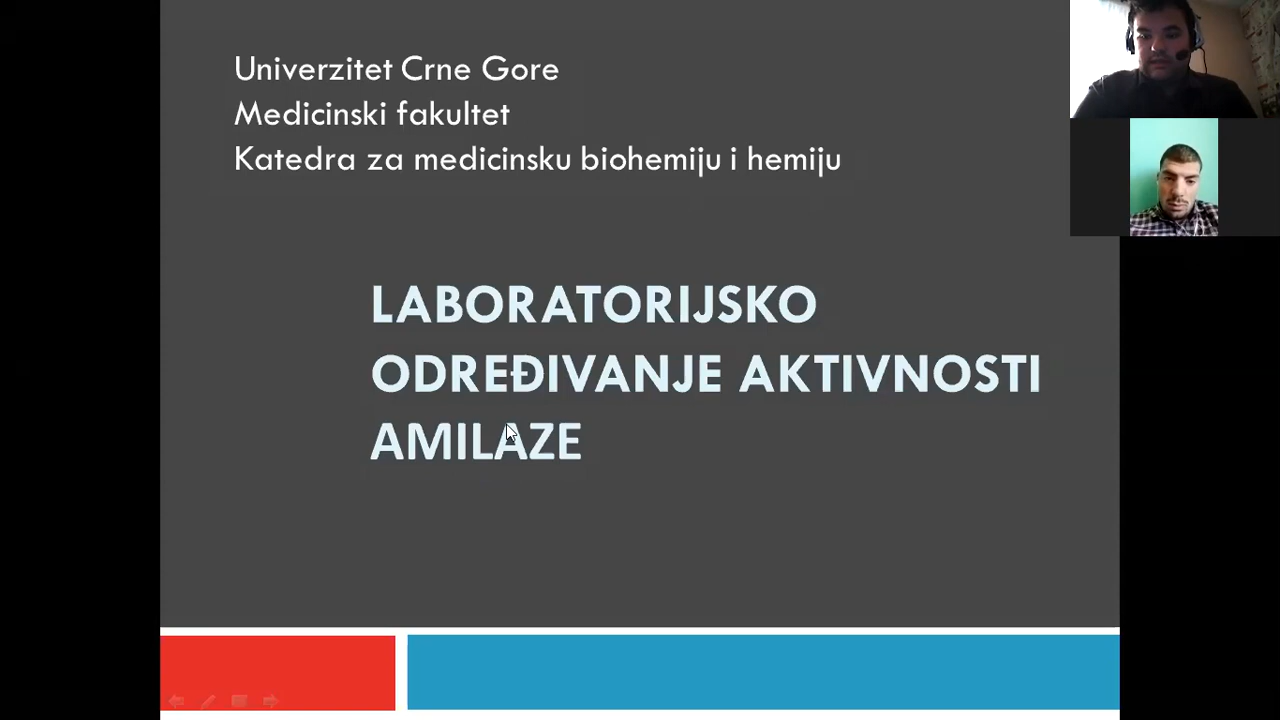 Univerzitet Crne Gore
Medicinski fakultet
Katedra za medicinsku biohemiju i hemiju
LABORATORIJSKO
ODREĐIVANJE AKTIVNOSTI
AMILAZE